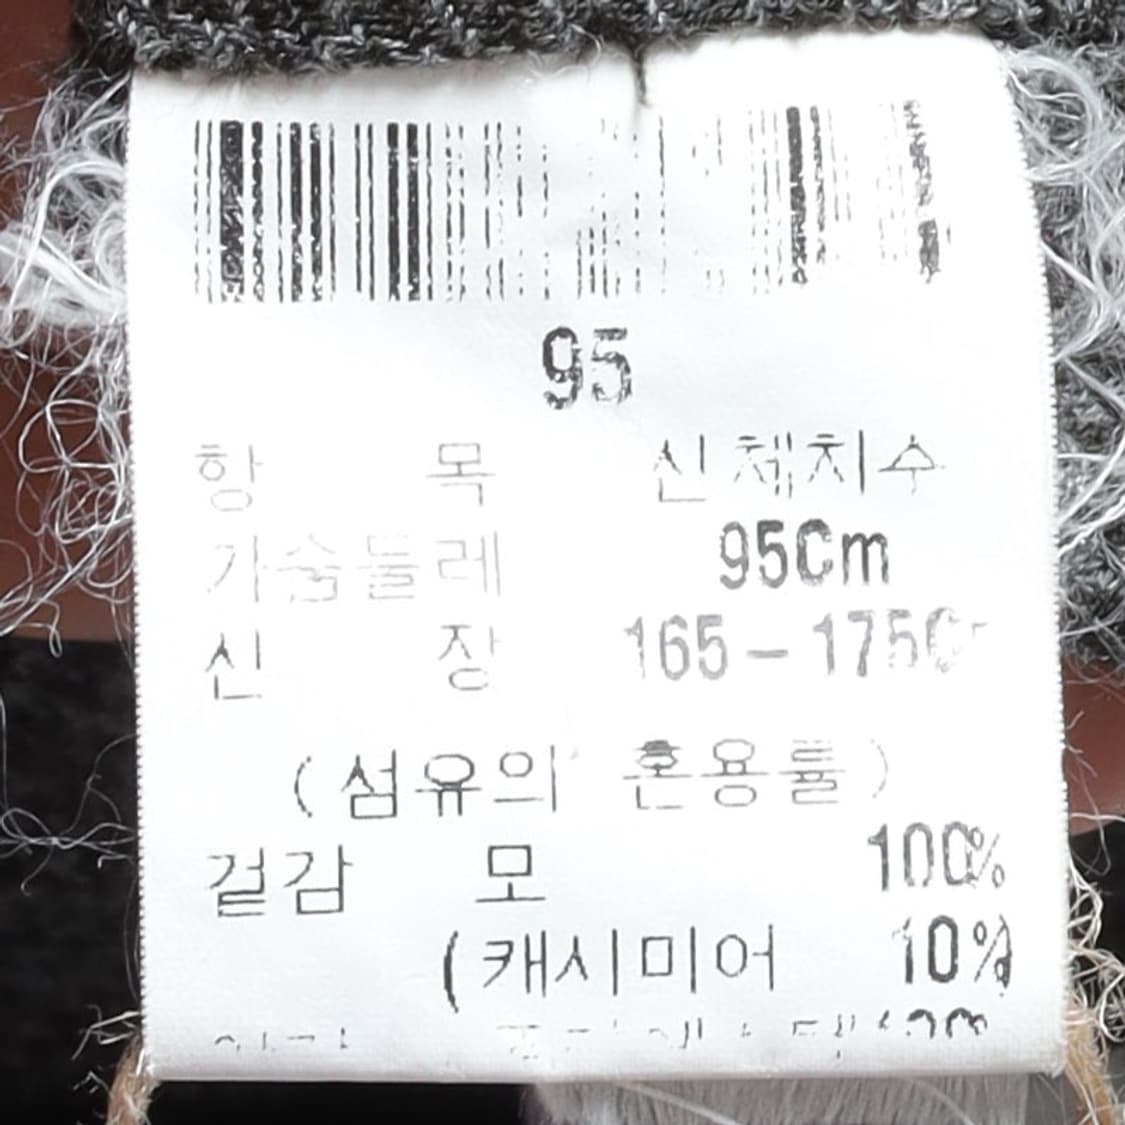 95
항 목 신체치수
가슴둘레 95Cm
신 장 165-175C
(섬유의 혼용률)
겉감 모 100%
(캐시미어 10%)